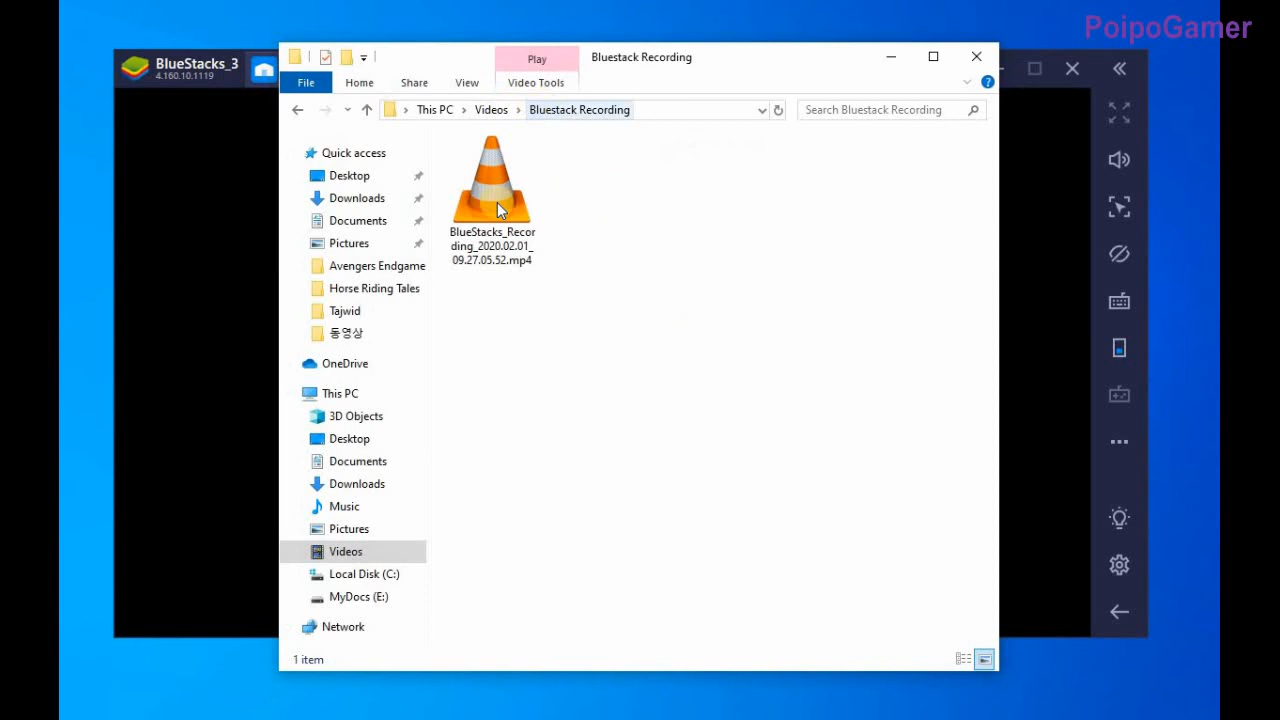 PoipoGamer
BlueStacks_3
4.160.10.1119
Play
Bluestack Recording
File
Home
Share
View
Video Tools
This PC
Videos
Bluestack Recording
Search Bluestack Recording
Quick access
Desktop
Downloads
Documents
Pictures
Avengers Endgame
Horse Riding Tales
Tajwid
동영상
OneDrive
This PC
3D Objects
Desktop
Documents
Downloads
Music
Pictures
Videos
Local Disk (C:)
MyDocs (E:)
Network
BlueStacks_Recor
ding_2020.02.01_
09.27.05.52.mp4
1 item